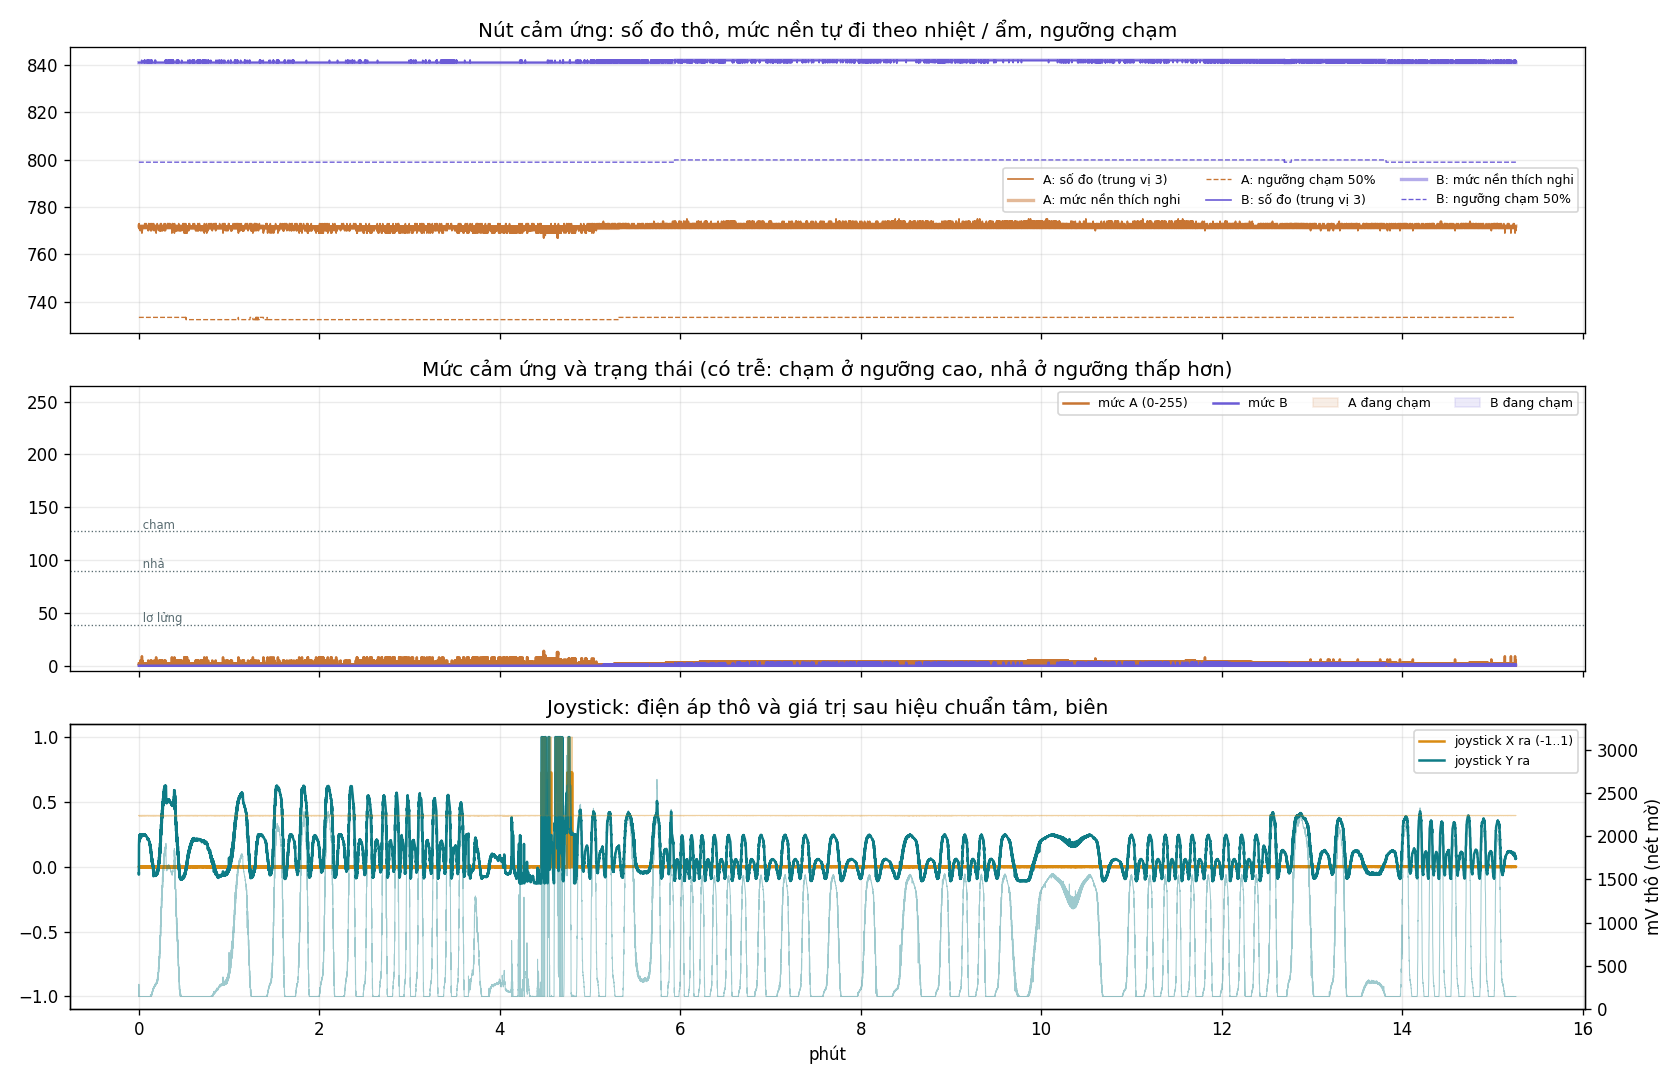 Nút cảm ứng: số đo thô, mức nền tự đi theo nhiệt / ẩm, ngưỡng chạm
840
820
800
780
760
740
A: số đo (trung vị 3)
A: mức nền thích nghi
A: ngưỡng chạm 50%
B: số đo (trung vị 3)
B: mức nền thích nghi
B: ngưỡng chạm 50%
Mức cảm ứng và trạng thái (có trễ: chạm ở ngưỡng cao, nhả ở ngưỡng thấp hơn)
250
200
150
100
50
0
mức A (0-255)
mức B
A đang chạm
B đang chạm
chạm
nhả
lơ lửng
Joystick: điện áp thô và giá trị sau hiệu chuẩn tâm, biên
1.0
0.5
0.0
−0.5
−1.0
joystick X ra (-1..1)
joystick Y ra
3000
2500
2000
1500
1000
500
0
mV thô (nét mờ)
0 2 4 6 8 10 12 14 16
phút